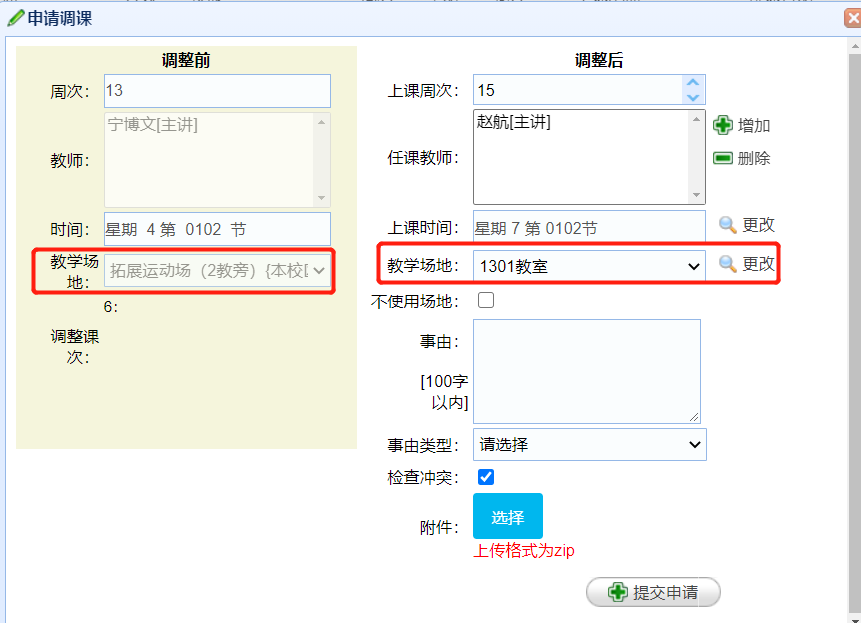 申请调课
调整前
周次：
13
教师：
宁博文[主讲]
时间：
星期 4 第 0102 节
教学场
地：
拓展运动场（2教旁）{本校
6:
调整课
次：
调整后
上课周次：
15
任课教师：
赵航[主讲]
增加
删除
上课时间：
星期 7 第 0102节
更改
教学场地：
1301教室
更改
不使用场地：
事由：
[100字
以内]
事由类型：
请选择
检查冲突：
附件：
选择
上传格式为zip
提交申请